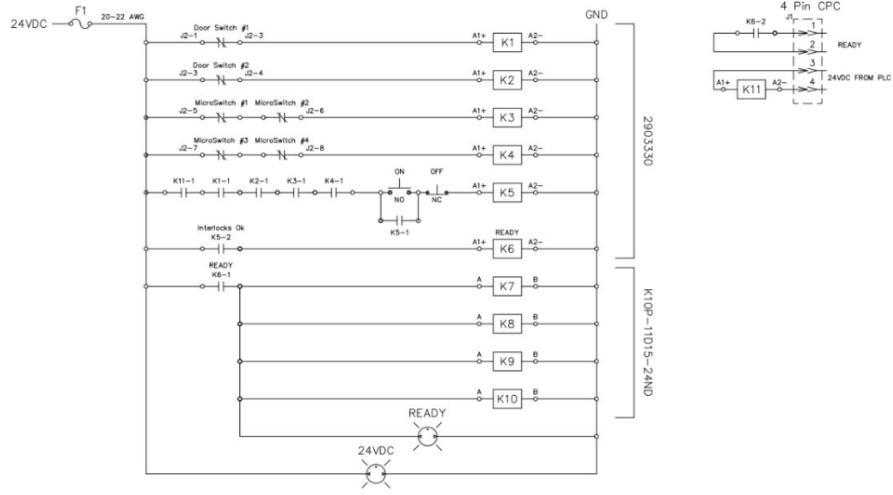 24VDC
F1
20-22 AWG
GND
Door Switch #1
J2-1
J2-3
A1+
K1
A2-
Door Switch #2
J2-3
J2-4
A1+
K2
A2-
MicroSwitch #1 MicroSwitch #2
J2-5
J2-6
A1+
K3
A2-
MicroSwitch #3 MicroSwitch #4
J2-7
J2-8
A1+
K4
A2-
K11-1
K1-1
K2-1
K3-1
K4-1
ON
NO
OFF
NC
K5-1
A1+
K5
A2-
Interlocks Ok
K5-2
READY
A1+
K6
A2-
READY
K6-1
A
K7
B
A
K8
B
A
K9
B
A
K10
B
READY
24VDC
2903330
K10P-11D15-24ND
4 Pin CPC
J1
K6-2
1
2
READY
3
24VDC FROM PLC
A1+
K11
A2-
4